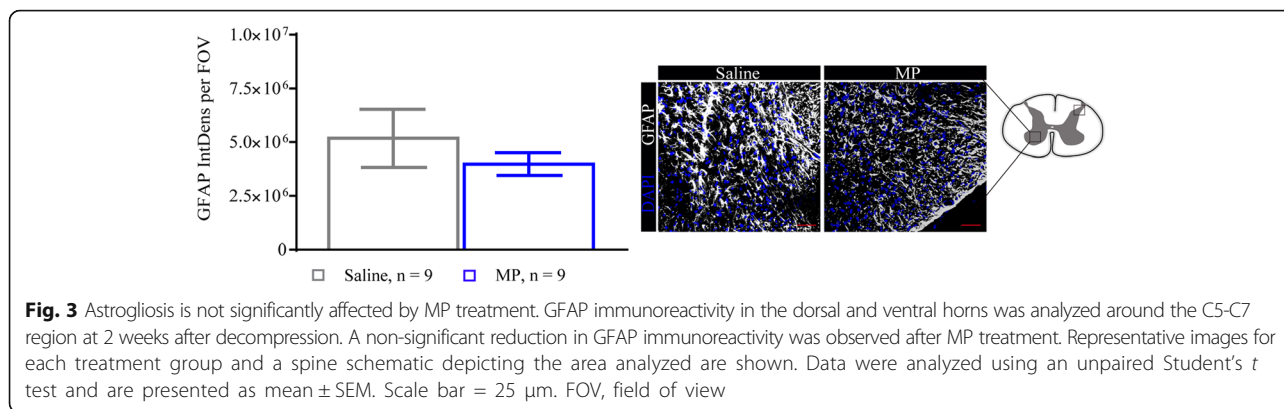 GFAP IntDens per FOV
1.0×10⁷
7.5×10⁶
5.0×10⁶
2.5×10⁶
0
Saline, n = 9 MP, n = 9
Saline MP
GFAP
DAPI
Fig. 3 Astrogliosis is not significantly affected by MP treatment. GFAP immunoreactivity in the dorsal and ventral horns was analyzed around the C5-C7
region at 2 weeks after decompression. A non-significant reduction in GFAP immunoreactivity was observed after MP treatment. Representative images for
each treatment group and a spine schematic depicting the area analyzed are shown. Data were analyzed using an unpaired Student's t
test and are presented as mean ± SEM. Scale bar = 25 μm. FOV, field of view